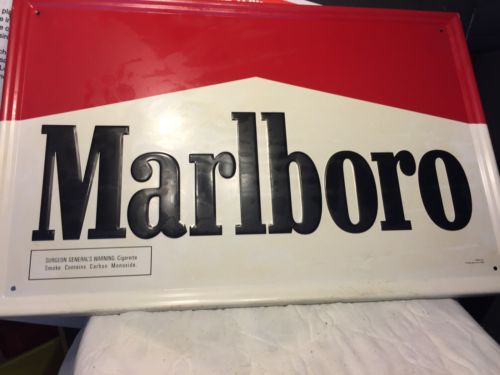 Marlboro
SURGEON GENERAL'S WARNING: Cigarette
Smoke Contains Carbon Monoxide.